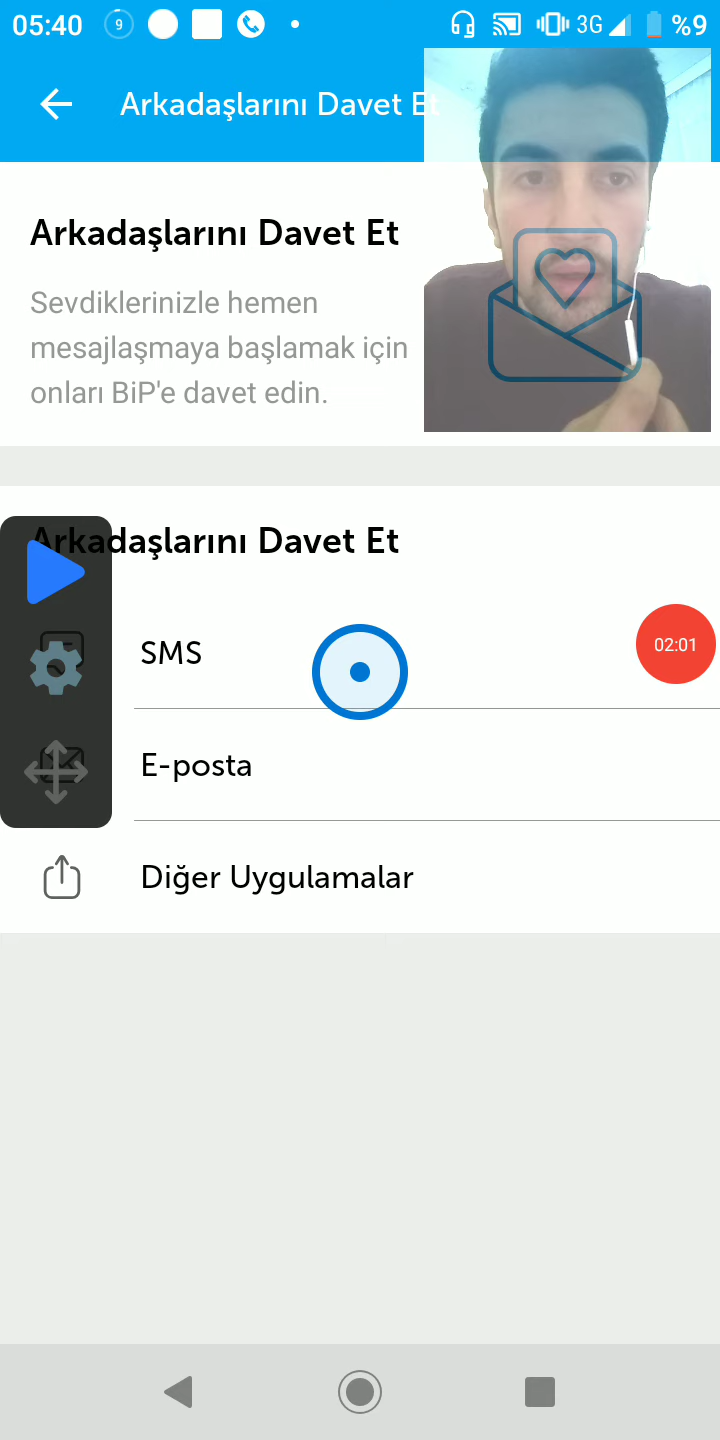 05:40
9
3G
%9
Arkadaşlarını Davet Et
Arkadaşlarını Davet Et
Sevdiklerinizle hemen
mesajlaşmaya başlamak için
onları BiP'e davet edin.
Arkadaşlarını Davet Et
SMS
02:01
E-posta
Diğer Uygulamalar